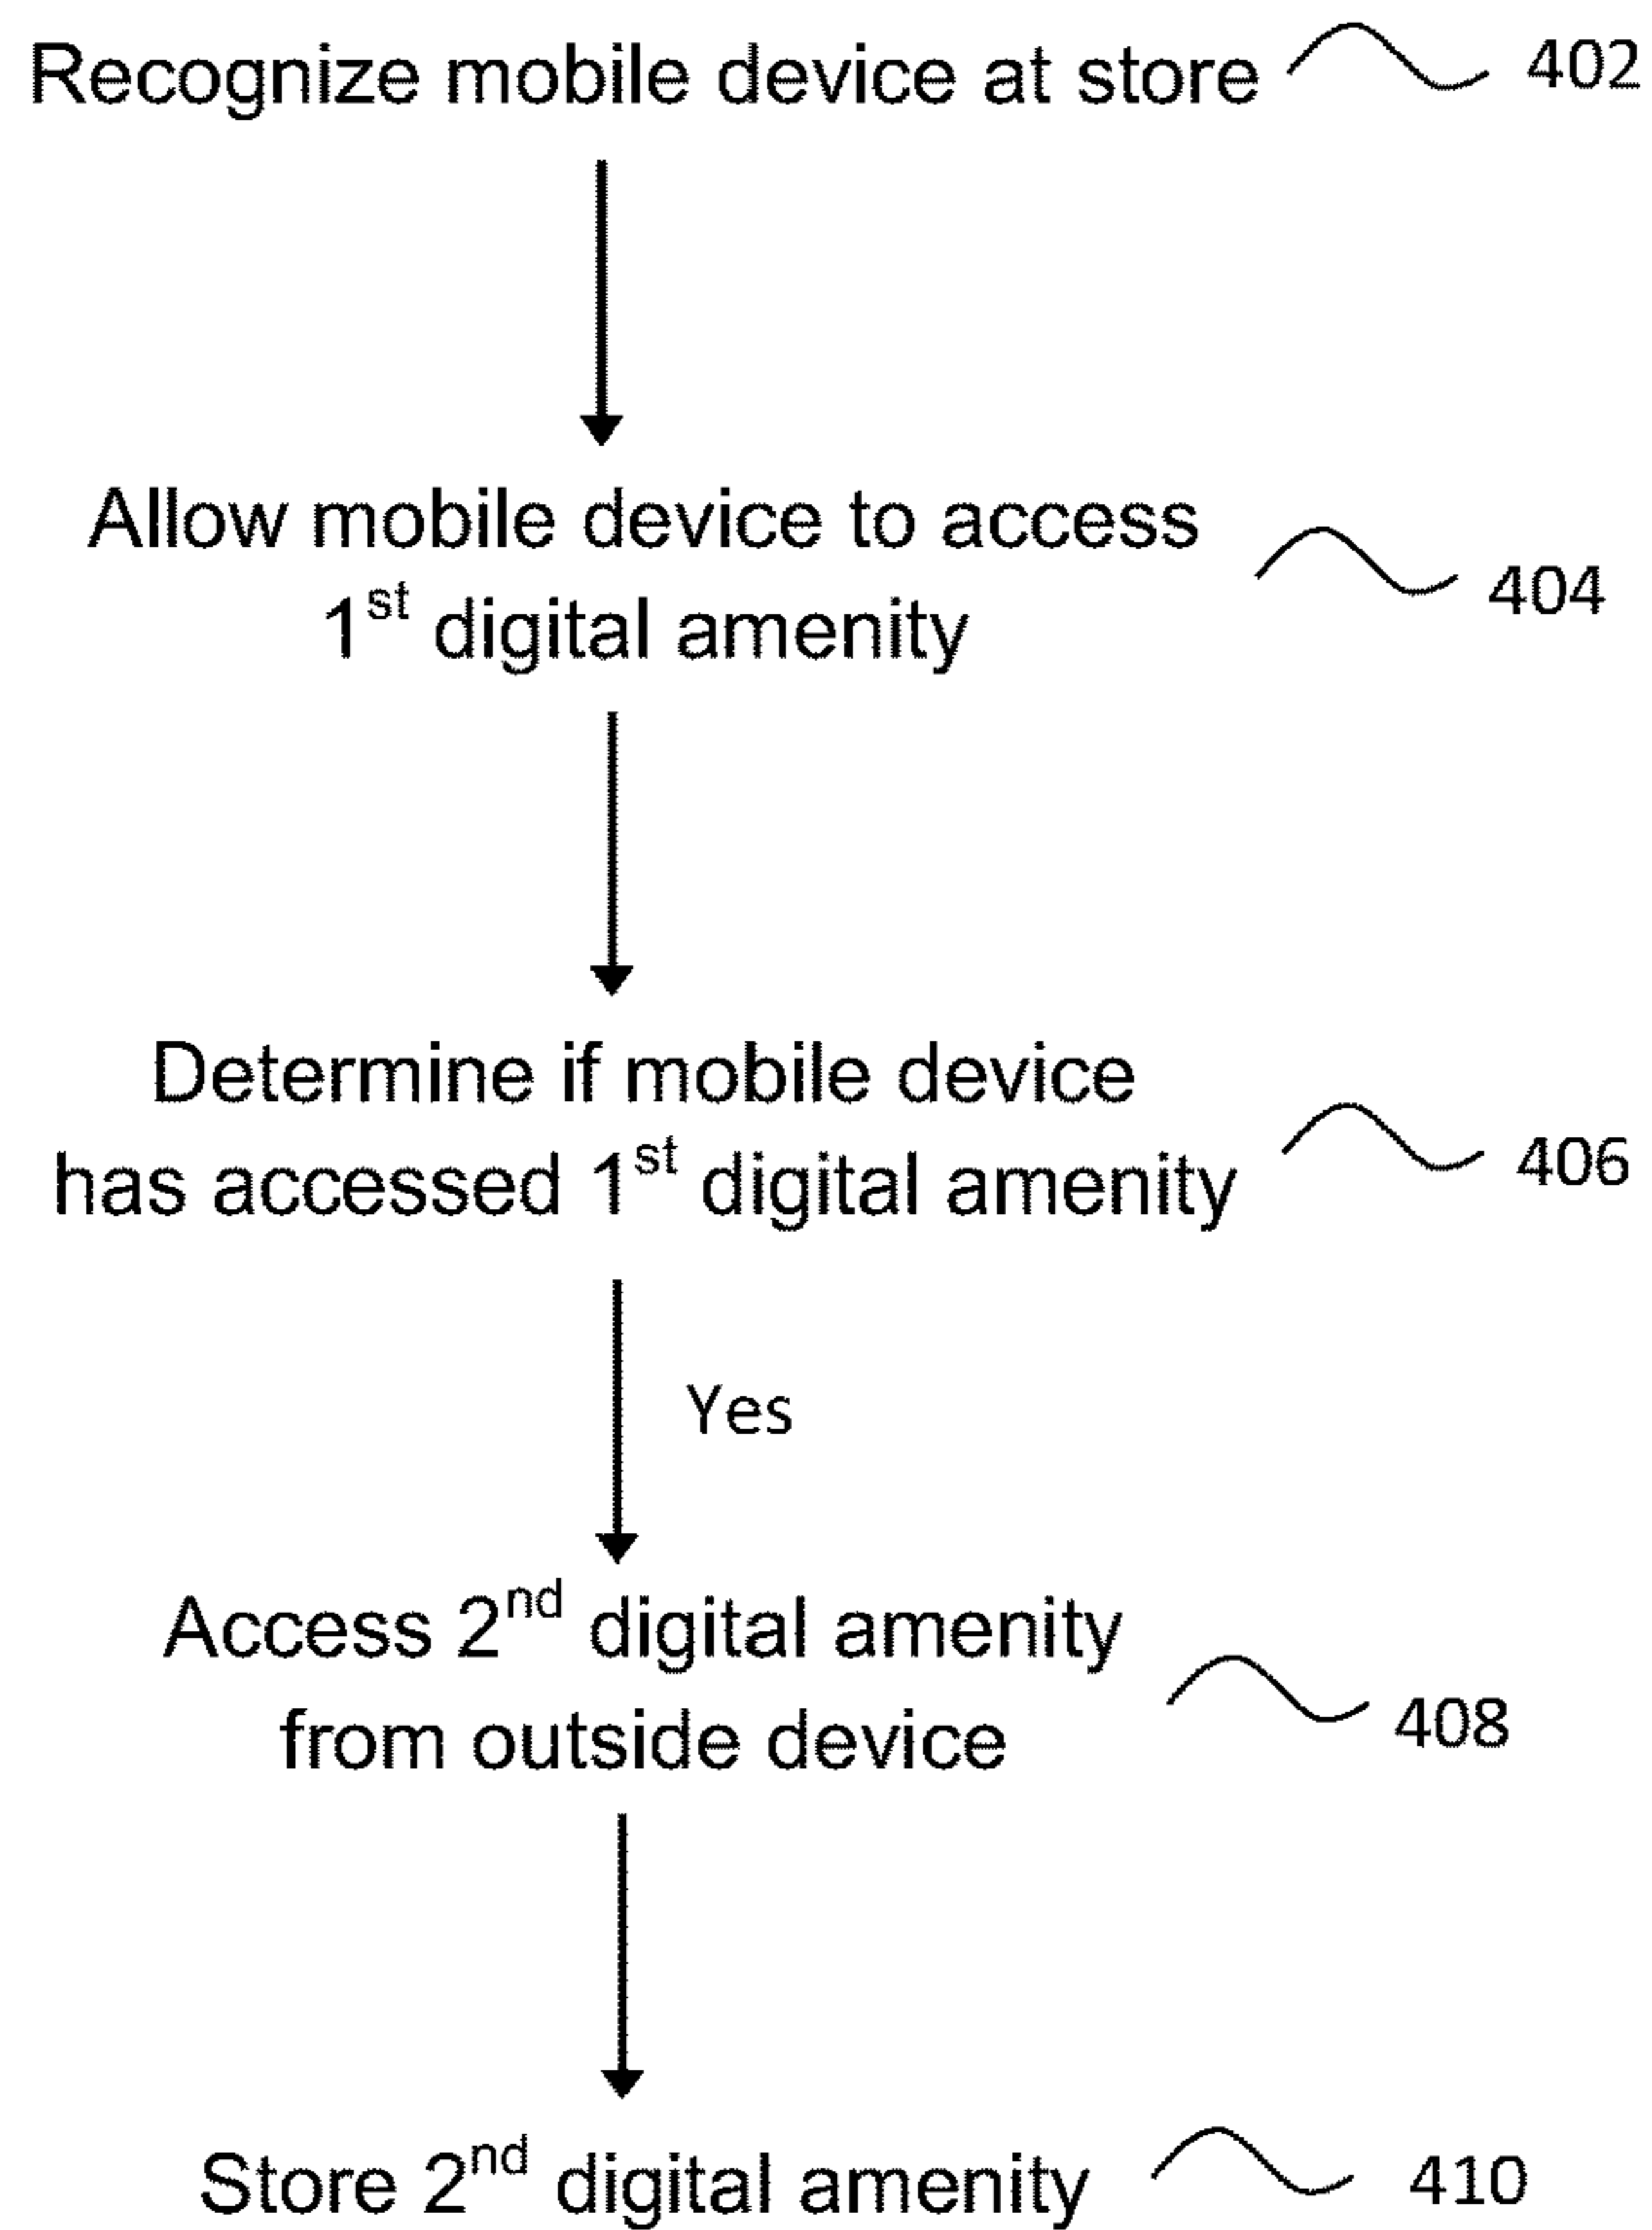 Recognize mobile device at store 402
Allow mobile device to access
1st digital amenity 404
Determine if mobile device
has accessed 1st digital amenity 406
Yes
Access 2nd digital amenity
from outside device 408
Store 2nd digital amenity 410